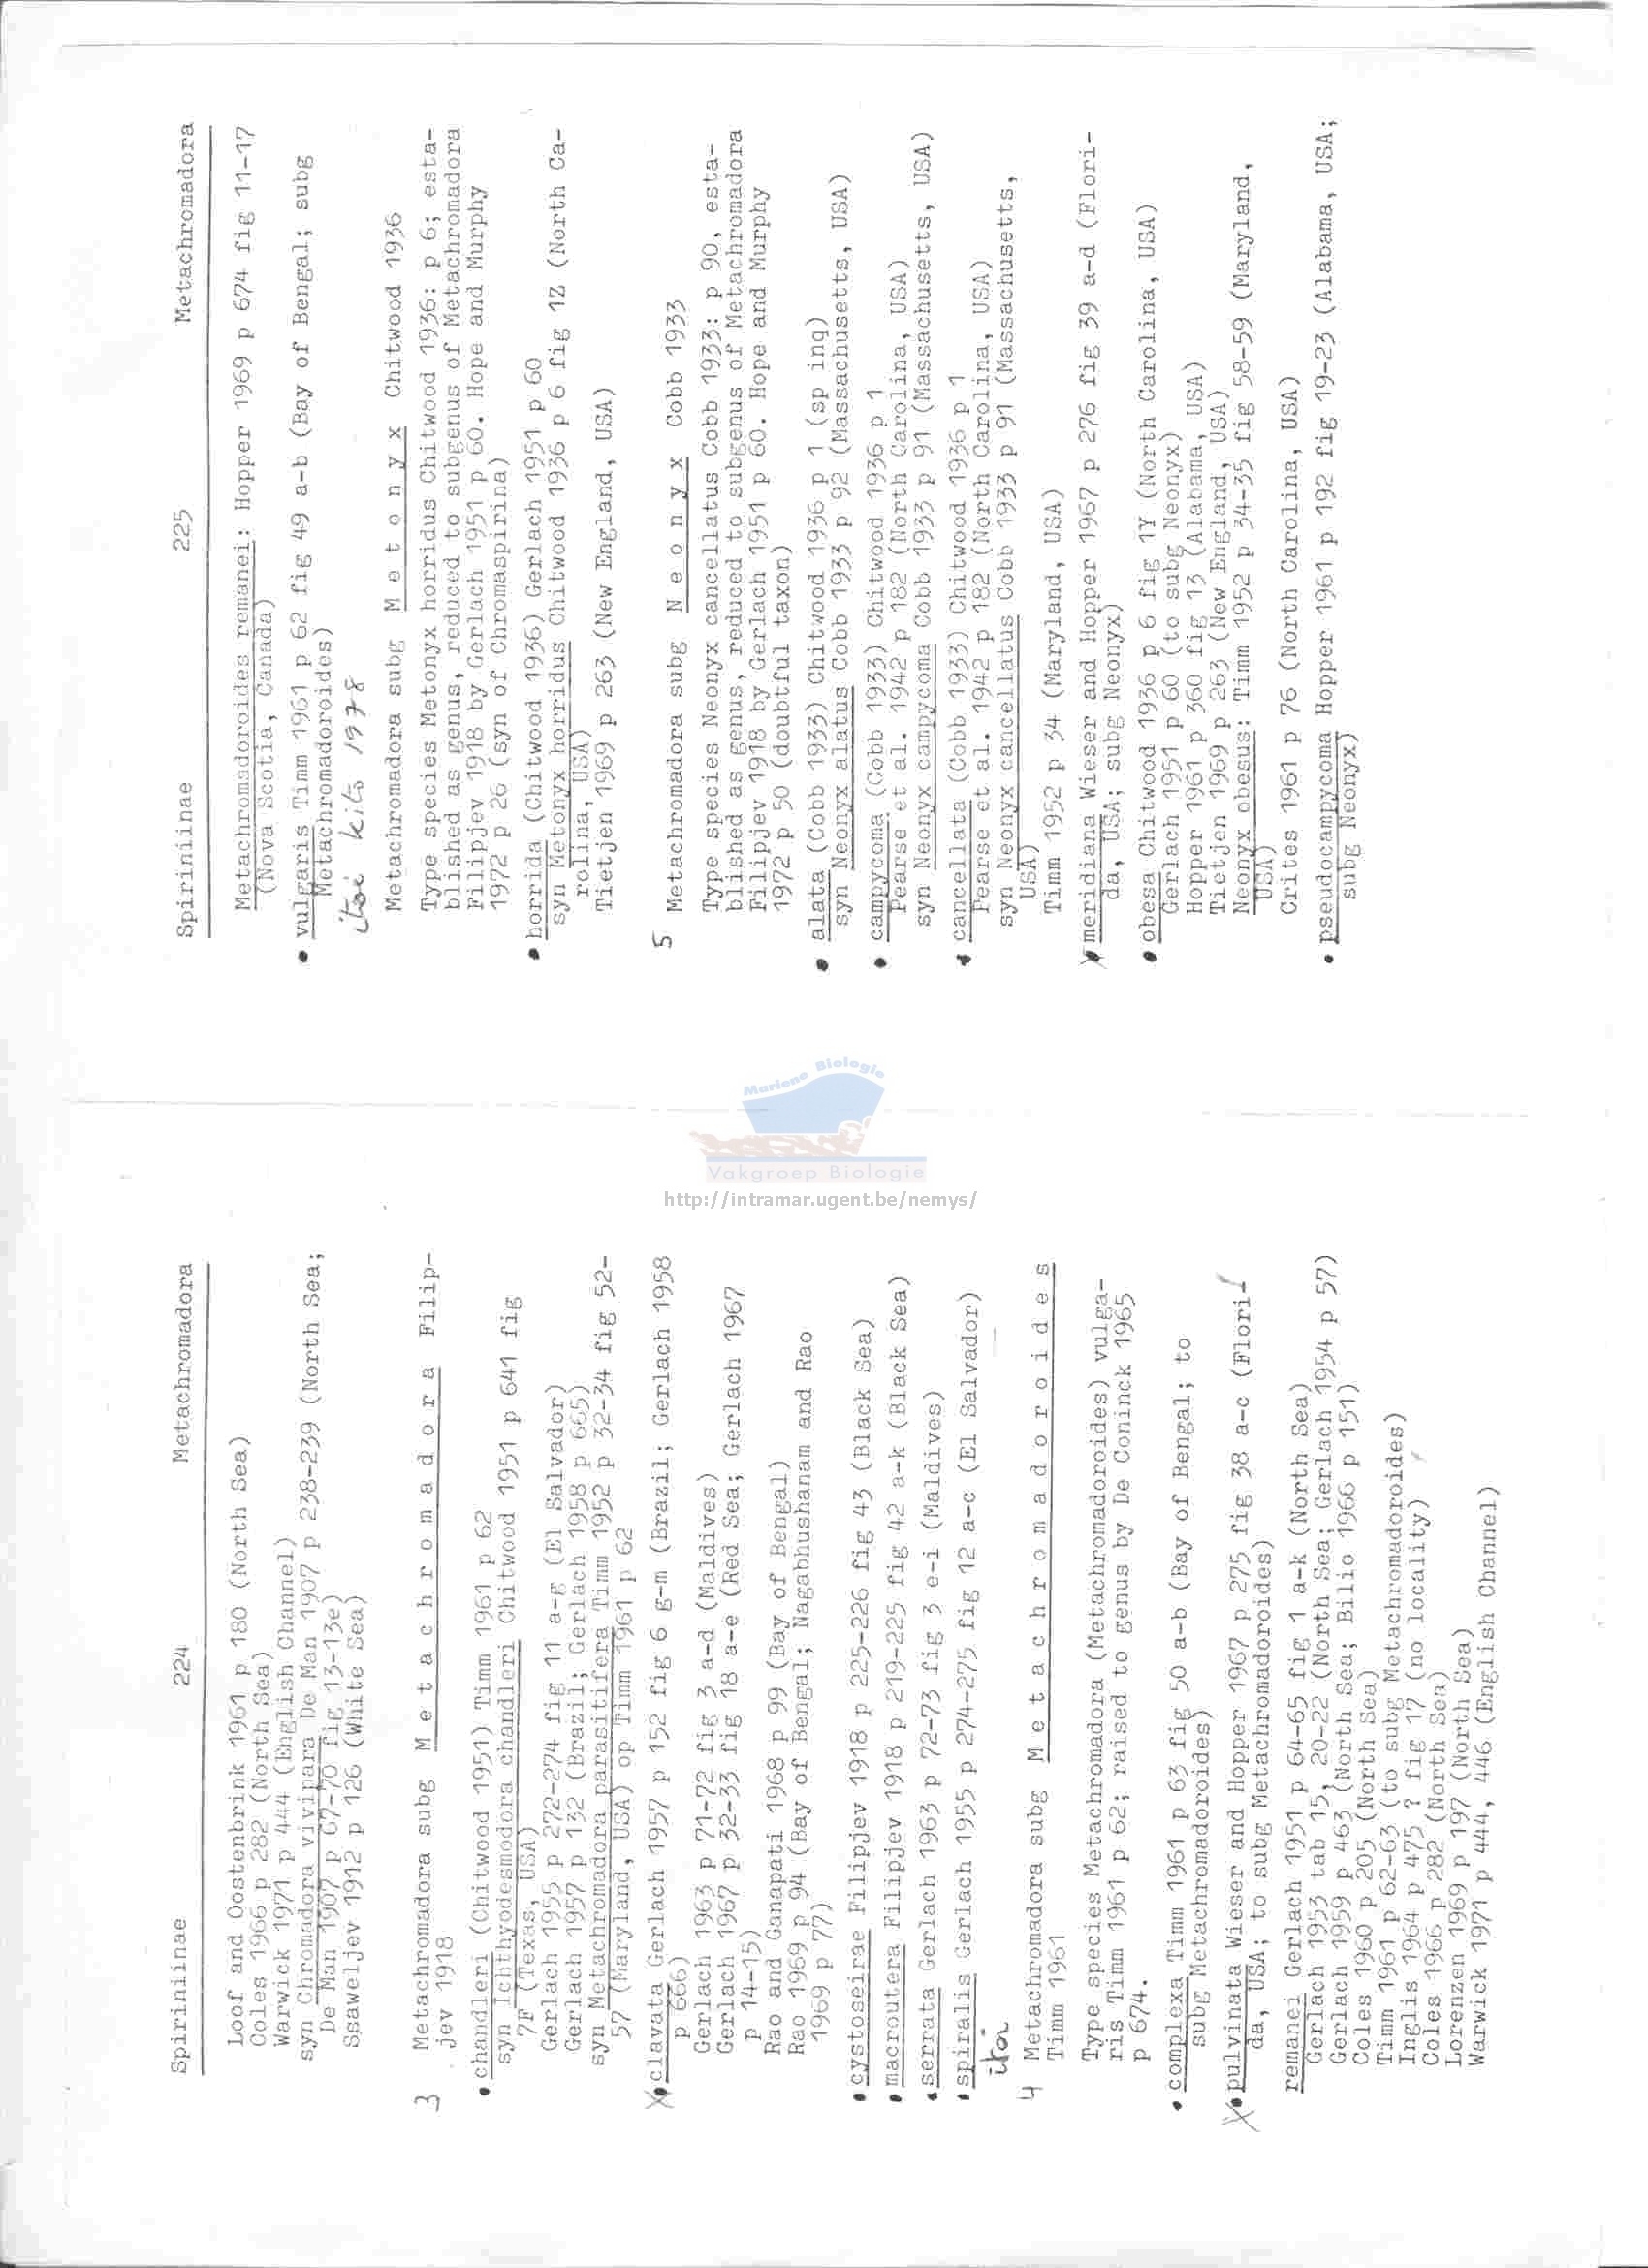 Spiriniinae 224 Metachromadora
Loof and Oostenbrink 1961 p 180 (North Sea)
Coles 1966 p 282 (North Sea)
Warwick 1971 p 444 (English Channel)
syn Chromadora vivipara De Man 1907 p 238-239 (North Sea;
De Man 1907 p 67-70 fig 13-13e)
Ssaweljev 1912 p 126 (White Sea)
3 Metachromadora subg M e t a c h r o m a d o r a Filip-
jev 1918
• chandleri (Chitwood 1951) Timm 1961 p 62
syn Ichthyodesmodora chandleri Chitwood 1951 p 641 fig
7F (Texas, USA)
Gerlach 1955 p 272-274 fig 11 a-g (El Salvador)
Gerlach 1957 p 132 (Brazil; Gerlach 1958 p 665)
syn Metachromadora parasitifera Timm 1952 p 32-34 fig 52-
57 (Maryland, USA) op Timm 1961 p 62
X• clavata Gerlach 1957 p 152 fig 6 g-m (Brazil; Gerlach 1958
p 666)
Gerlach 1963 p 71-72 fig 3 a-d (Maldives)
Gerlach 1967 p 32-33 fig 18 a-e (Red Sea; Gerlach 1967
p 14-15)
Rao and Ganapati 1968 p 99 (Bay of Bengal)
Rao 1969 p 94 (Bay of Bengal; Nagabhushanam and Rao
1969 p 77)
• cystoseirae Filipjev 1918 p 225-226 fig 43 (Black Sea)
• macroutera Filipjev 1918 p 219-225 fig 42 a-k (Black Sea)
• serrata Gerlach 1963 p 72-73 fig 3 e-i (Maldives)
• spiralis Gerlach 1955 p 274-275 fig 12 a-c (El Salvador)
4 Metachromadora subg M e t a c h r o m a d o r o i d e s
Timm 1961
Type species Metachromadora (Metachromadoroides) vulga-
ris Timm 1961 p 62; raised to genus by De Coninck 1965
p 674.
• complexa Timm 1961 p 63 fig 50 a-b (Bay of Bengal; to
subg Metachromadoroides)
X• pulvinata Wieser and Hopper 1967 p 275 fig 38 a-c (Flori-
da, USA; to subg Metachromadoroides)
remanei Gerlach 1951 p 64-65 fig 1 a-k (North Sea)
Gerlach 1953 tab 15, 20-22 (North Sea; Gerlach 1954 p 57)
Gerlach 1959 p 463 (North Sea; Bilio 1966 p 151)
Coles 1960 p 205 (North Sea)
Timm 1961 p 62-63 (to subg Metachromadoroides)
Inglis 1964 p 475 ? fig 17 (no locality)
Coles 1966 p 282 (North Sea)
Lorenzen 1969 p 197 (North Sea)
Warwick 1971 p 444, 446 (English Channel)
Spiriniinae 225 Metachromadora
Metachromadoroides remanei: Hopper 1969 p 674 fig 11-17
(Nova Scotia, Canada)
• vulgaris Timm 1961 p 62 fig 49 a-b (Bay of Bengal; subg
Metachromadoroides)
itoi kito 1978
Metachromadora subg M e t o n y x Chitwood 1936
Type species Metonyx horridus Chitwood 1936: p 6; esta-
blished as genus, reduced to subgenus of Metachromadora
Filipjev 1918 by Gerlach 1951 p 60. Hope and Murphy
1972 p 26 (syn of Chromaspirina)
• horrida (Chitwood 1936) Gerlach 1951 p 60
syn Metonyx horridus Chitwood 1936 p 6 fig 1Z (North Ca-
rolina, USA)
Tietjen 1969 p 263 (New England, USA)
5 Metachromadora subg N e o n y x Cobb 1933
Type species Neonyx cancellatus Cobb 1933: p 90, esta-
blished as genus, reduced to subgenus of Metachromadora
Filipjev 1918 by Gerlach 1951 p 60. Hope and Murphy
1972 p 50 (doubtful taxon)
• alata (Cobb 1933) Chitwood 1936 p 1 (sp inq)
syn Neonyx alatus Cobb 1933 p 92 (Massachusetts, USA)
• campycoma (Cobb 1933) Chitwood 1936 p 1
Pearse et al. 1942 p 182 (North Carolina, USA)
syn Neonyx campycoma Cobb 1933 p 91 (Massachusetts, USA)
• cancellata (Cobb 1933) Chitwood 1936 p 1
Pearse et al. 1942 p 182 (North Carolina, USA)
syn Neonyx cancellatus Cobb 1933 p 91 (Massachusetts,
USA)
Timm 1952 p 34 (Maryland, USA)
X meridiana Wieser and Hopper 1967 p 276 fig 39 a-d (Flori-
da, USA; subg Neonyx)
• obesa Chitwood 1936 p 6 fig 1Y (North Carolina, USA)
Gerlach 1951 p 60 (to subg Neonyx)
Hopper 1961 p 360 fig 13 (Alabama, USA)
Tietjen 1969 p 263 (New England, USA)
Neonyx obesus: Timm 1952 p 34-35 fig 58-59 (Maryland,
USA)
Crites 1961 p 76 (North Carolina, USA)
• pseudocampycoma Hopper 1961 p 192 fig 19-23 (Alabama, USA;
subg Neonyx)
Mariene Biologie
Vakgroep Biologie
http://intramar.ugent.be/nemys/